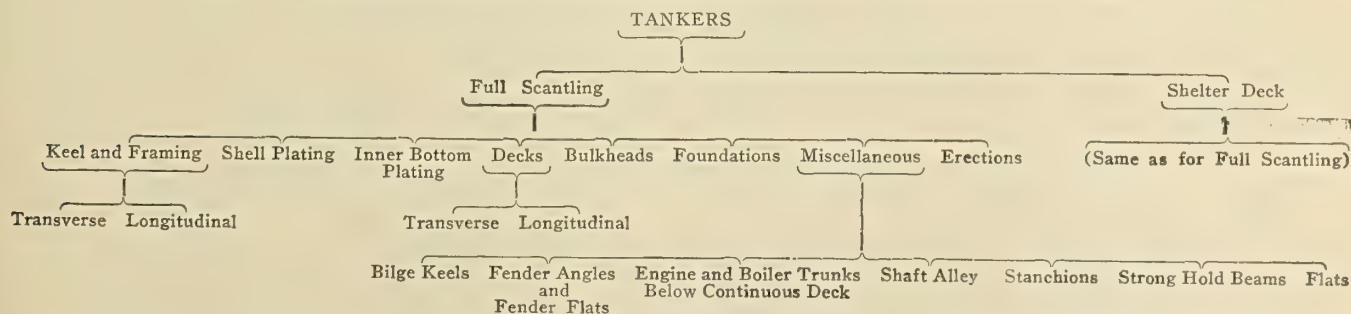 TANKERS
Full Scantling Shelter Deck
Keel and Framing Shell Plating Inner Bottom Decks Bulkheads Foundations Miscellaneous Erections (Same as for Full Scantling)
Plating
Transverse Longitudinal Transverse Longitudinal
Bilge Keels Fender Angles Engine and Boiler Trunks Shaft Alley Stanchions Strong Hold Beams Flats
and Below Continuous Deck
Fender Flats